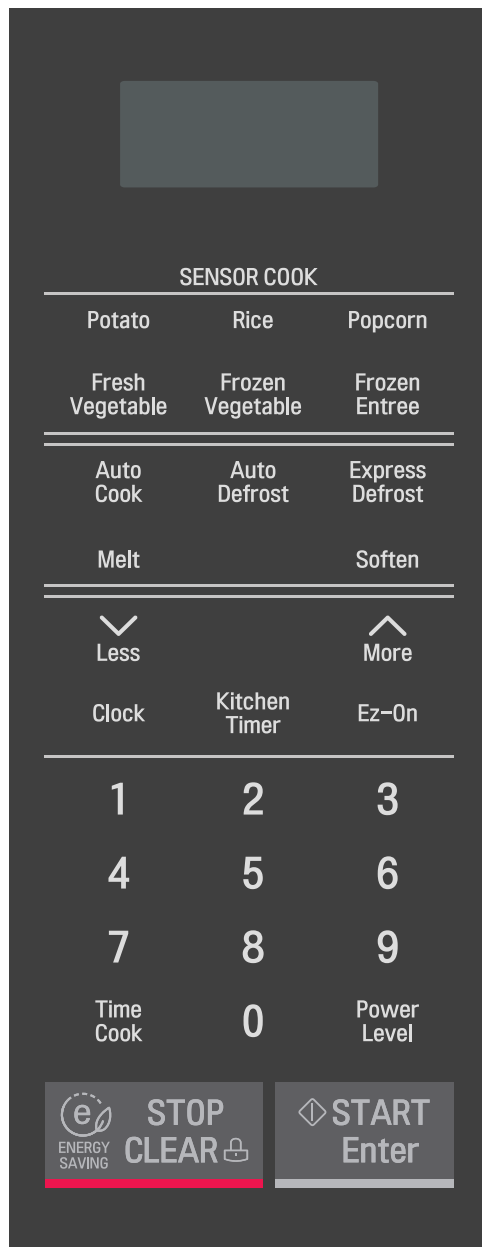 SENSOR COOK
Potato Rice Popcorn
Fresh Vegetable Frozen Vegetable Frozen Entree
Auto Cook Auto Defrost Express Defrost
Melt Soften
Less More
Clock Kitchen Timer Ez-On
1 2 3
4 5 6
7 8 9
Time Cook 0 Power Level
e ENERGY SAVING STOP CLEAR START Enter